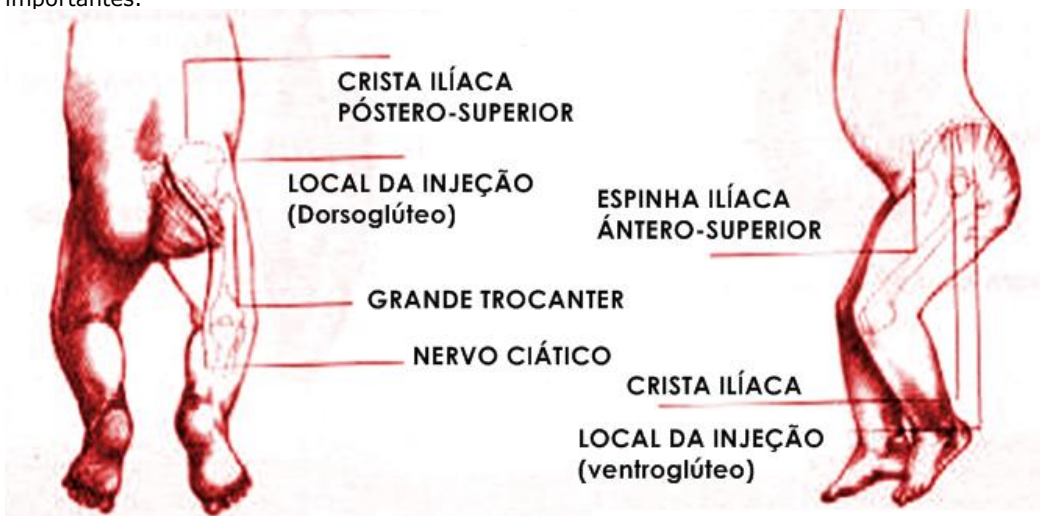 importantes:
CRISTA ILÍACA
PÓSTERO-SUPERIOR
LOCAL DA INJEÇÃO
(Dorsoglúteo)
GRANDE TROCANTER
NERVO CIÁTICO
ESPINHA ILÍACA
ÁNTERO-SUPERIOR
CRISTA ILÍACA
LOCAL DA INJEÇÃO
(ventroglúteo)